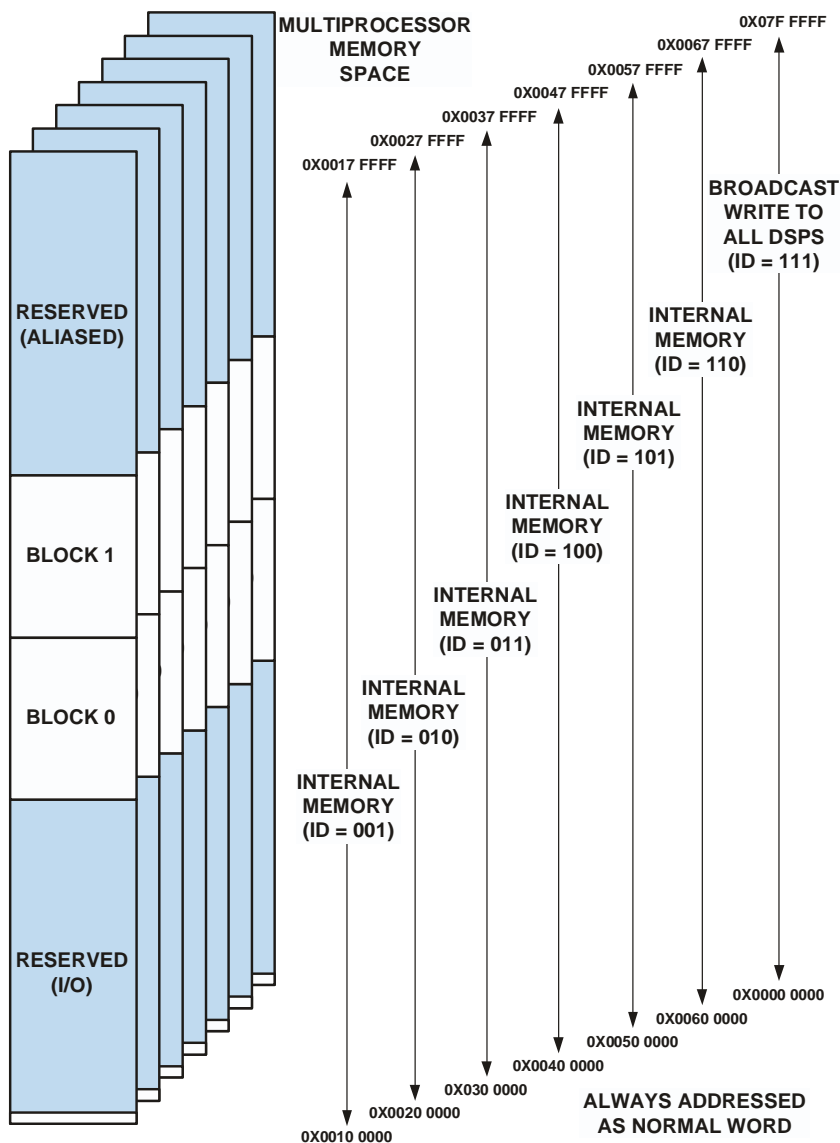 MULTIPROCESSOR
MEMORY
SPACE
0X07F FFFF
0X0067 FFFF
0X0057 FFFF
0X0047 FFFF
0X0037 FFFF
0X0027 FFFF
0X0017 FFFF
BROADCAST
WRITE TO
ALL DSPS
(ID = 111)
RESERVED
(ALIASED)
INTERNAL
MEMORY
(ID = 110)
INTERNAL
MEMORY
(ID = 101)
INTERNAL
MEMORY
(ID = 100)
BLOCK 1
INTERNAL
MEMORY
(ID = 011)
INTERNAL
MEMORY
(ID = 010)
BLOCK 0
INTERNAL
MEMORY
(ID = 001)
RESERVED
(I/O)
0X0000 0000
0X0060 0000
0X0050 0000
0X0040 0000
0X030 0000
0X0020 0000
0X0010 0000
ALWAYS ADDRESSED
AS NORMAL WORD